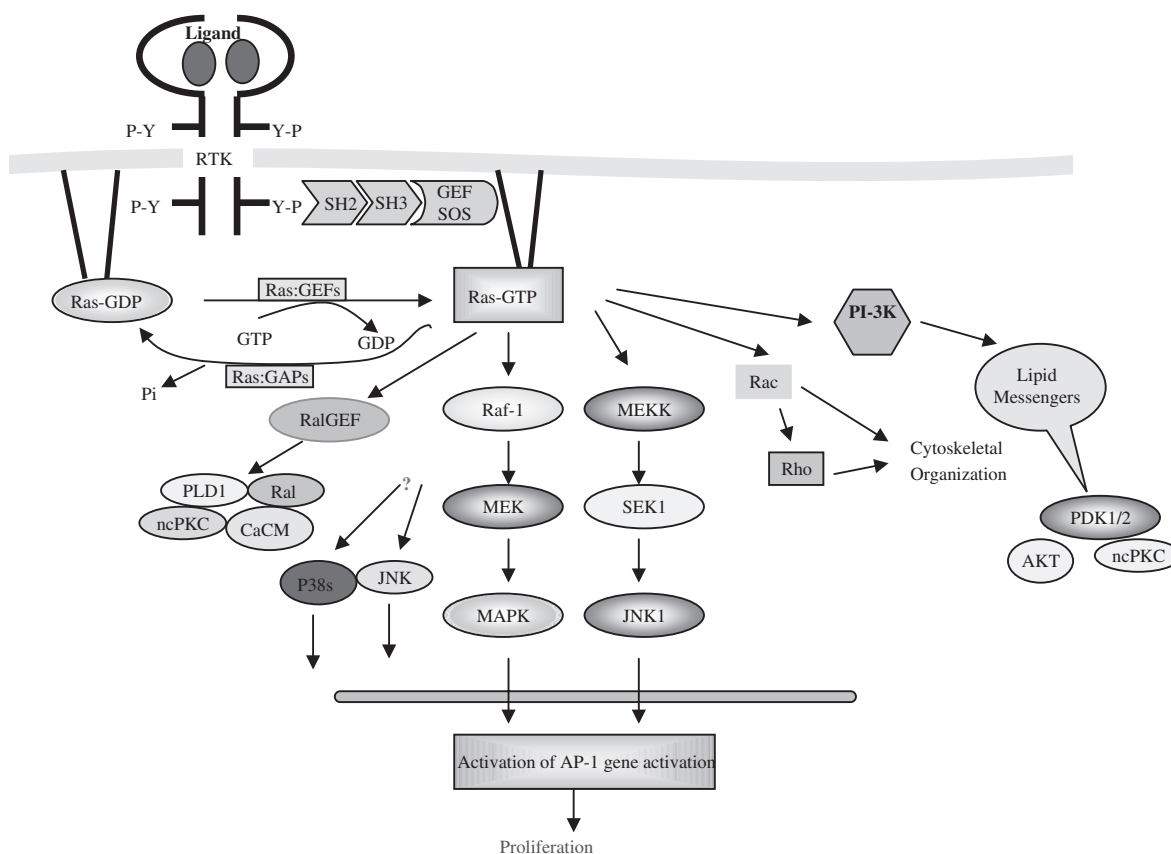 Ligand
P-Y
Y-P
RTK
P-Y
Y-P
SH2
SH3
GEF
SOS
Ras-GDP
Ras:GEFs
Ras-GTP
GTP
GDP
Ras:GAPs
Pi
PI-3K
Rac
Lipid
Messengers
RalGEF
Raf-1
MEKK
Rho
Cytoskeletal
Organization
PLD1
Ral
ncPKC
CaCM
?
MEK
SEK1
PDK1/2
AKT
ncPKC
P38s
JNK
MAPK
JNK1
Activation of AP-1 gene activation
Proliferation